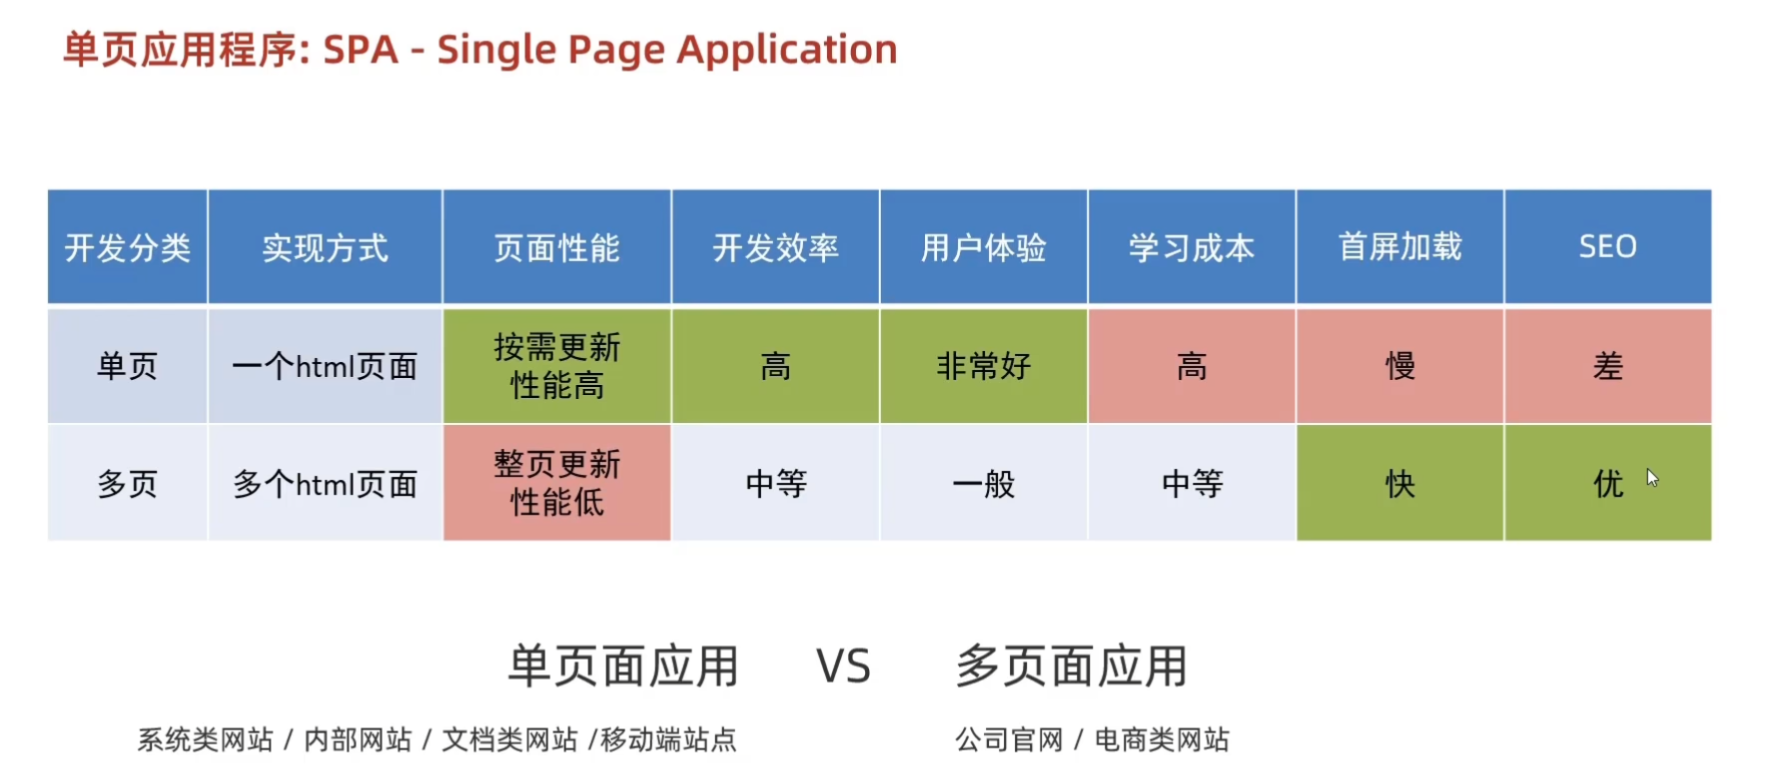 单页应用程序: SPA - Single Page Application
开发分类 实现方式 页面性能 开发效率 用户体验 学习成本 首屏加载 SEO
单页 一个html页面 按需更新 性能高 高 非常好 高 慢 差
多页 多个html页面 整页更新 性能低 中等 一般 中等 快 优
单页面应用 VS 多页面应用
系统类网站 / 内部网站 / 文档类网站 /移动端站点 公司官网 / 电商类网站